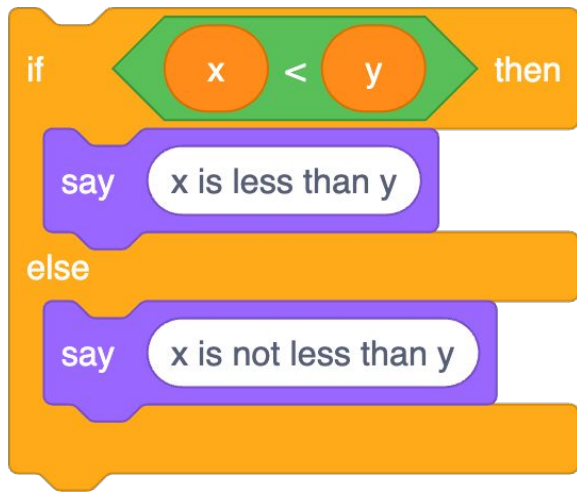 if x < y then
say x is less than y
else
say x is not less than y